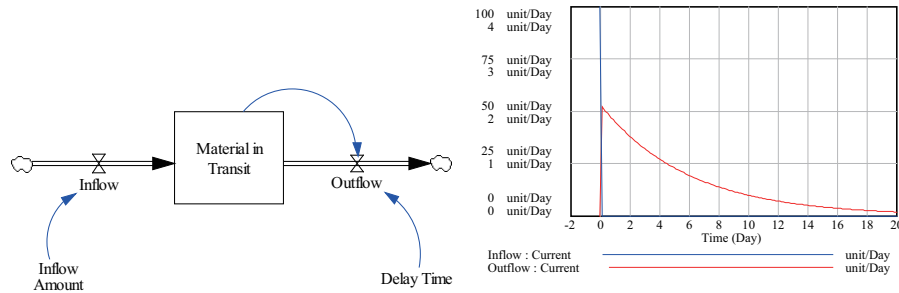 Material in
Transit
Inflow
Outflow
Inflow
Amount
Delay Time
100 unit/Day
4 unit/Day
75 unit/Day
3 unit/Day
50 unit/Day
2 unit/Day
25 unit/Day
1 unit/Day
0 unit/Day
0 unit/Day
-2 0 2 4 6 8 10 12 14 16 18 20
Time (Day)
Inflow : Current unit/Day
Outflow : Current unit/Day